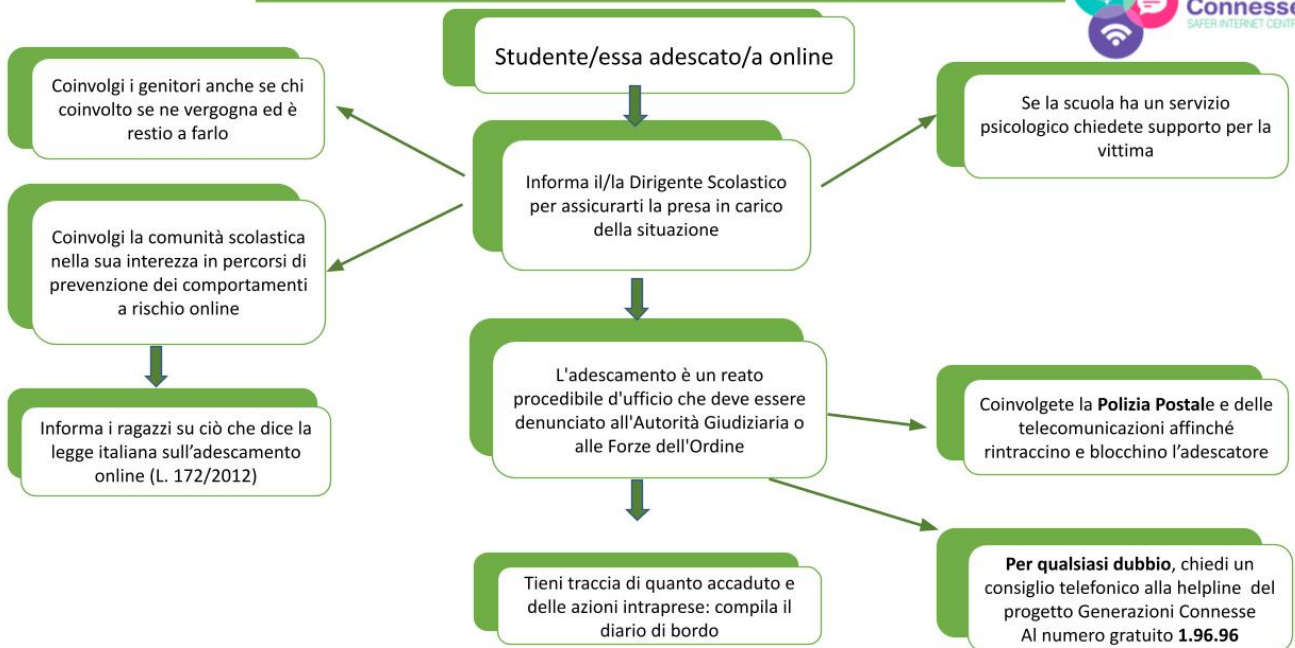 Connesse
SAFER INTERNET CENTRE
Studente/essa adescato/a online
Coinvolgi i genitori anche se chi
coinvolto se ne vergogna ed è
restio a farlo
Se la scuola ha un servizio
psicologico chiedete supporto per la
vittima
Informa il/la Dirigente Scolastico
per assicurarti la presa in carico
della situazione
Coinvolgi la comunità scolastica
nella sua interezza in percorsi di
prevenzione dei comportamenti
a rischio online
L'adescamento è un reato
procedibile d'ufficio che deve essere
denunciato all'Autorità Giudiziaria o
alle Forze dell'Ordine
Coinvolgete la Polizia Postale e delle
telecomunicazioni affinché
rintraccino e blocchino l’adescatore
Informa i ragazzi su ciò che dice la
legge italiana sull’adescamento
online (L. 172/2012)
Tieni traccia di quanto accaduto e
delle azioni intraprese: compila il
diario di bordo
Per qualsiasi dubbio, chiedi un
consiglio telefonico alla helpline del
progetto Generazioni Connesse
Al numero gratuito 1.96.96